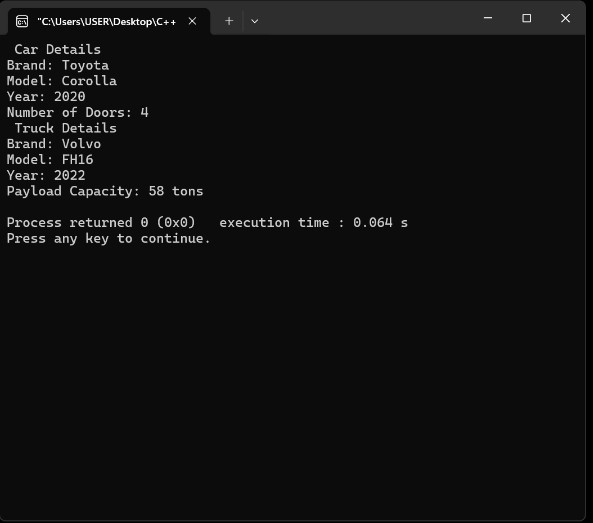 "C:\Users\USER\Desktop\C++
 Car Details
Brand: Toyota
Model: Corolla
Year: 2020
Number of Doors: 4
 Truck Details
Brand: Volvo
Model: FH16
Year: 2022
Payload Capacity: 58 tons

Process returned 0 (0x0)   execution time : 0.064 s
Press any key to continue.